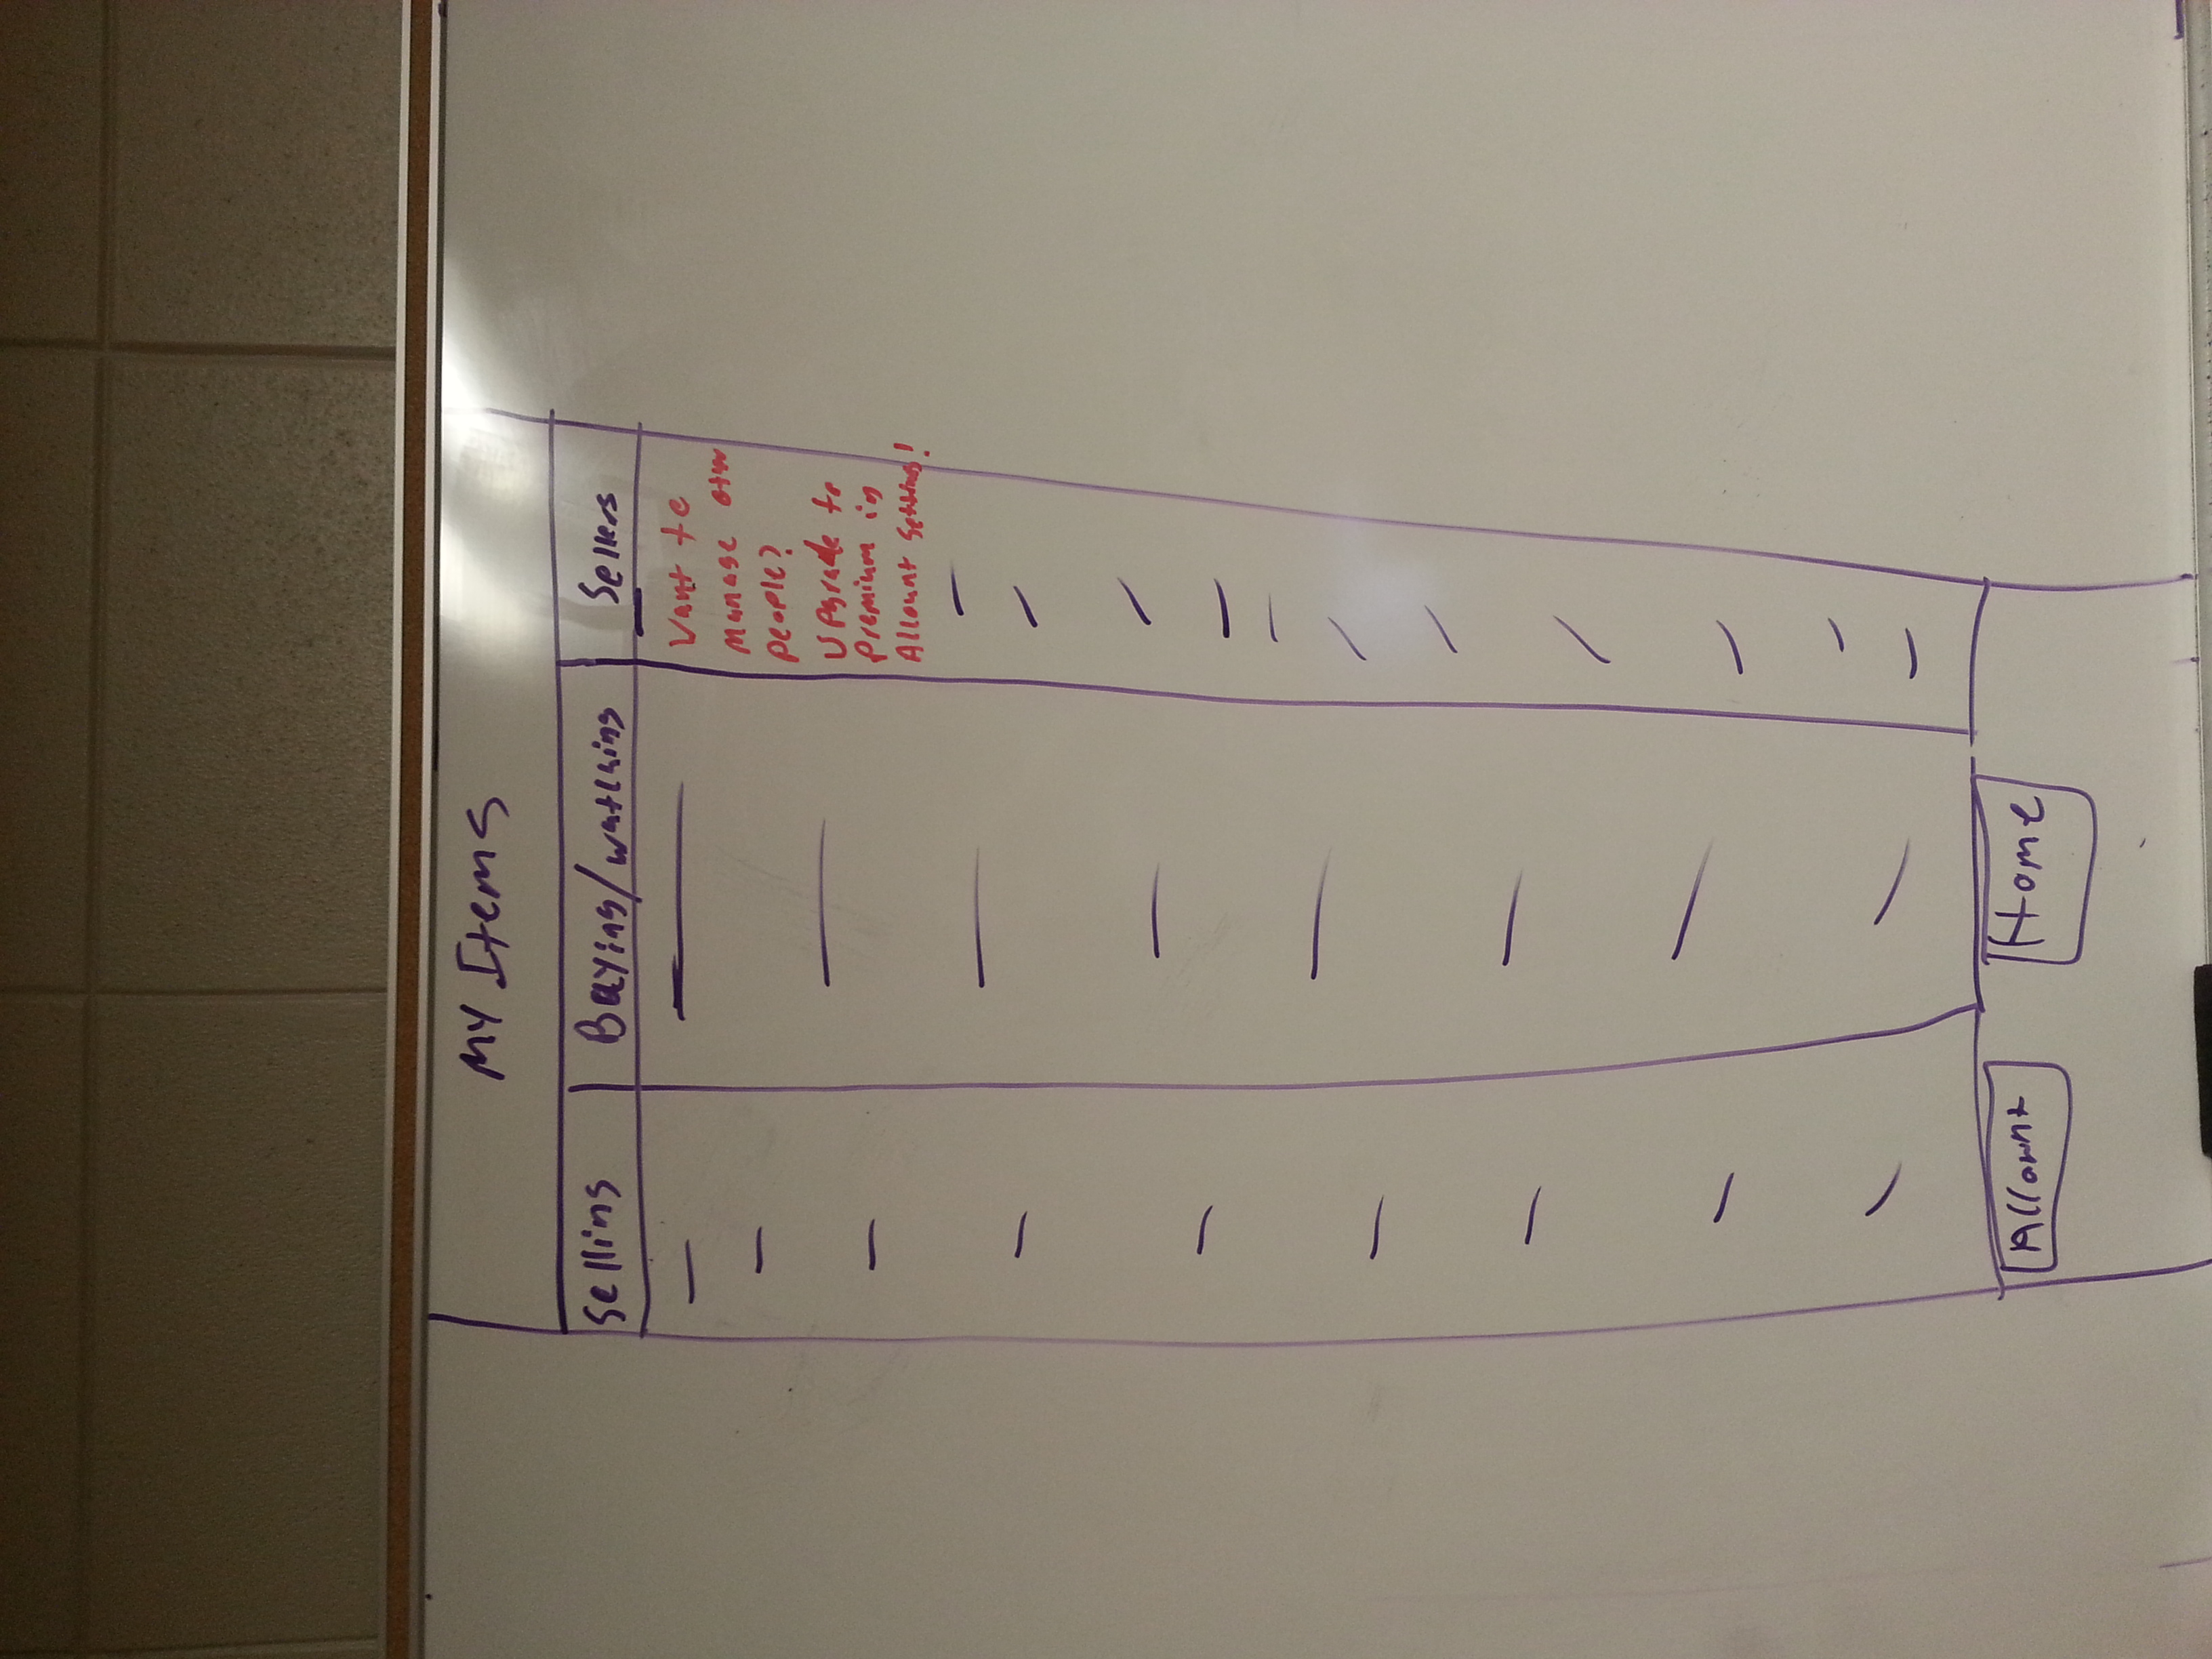 My Items
Selling Buying/watching Sellers
Want to
Manage other
People?
Upgrade to
Premium in
Account Settings!
Account Home